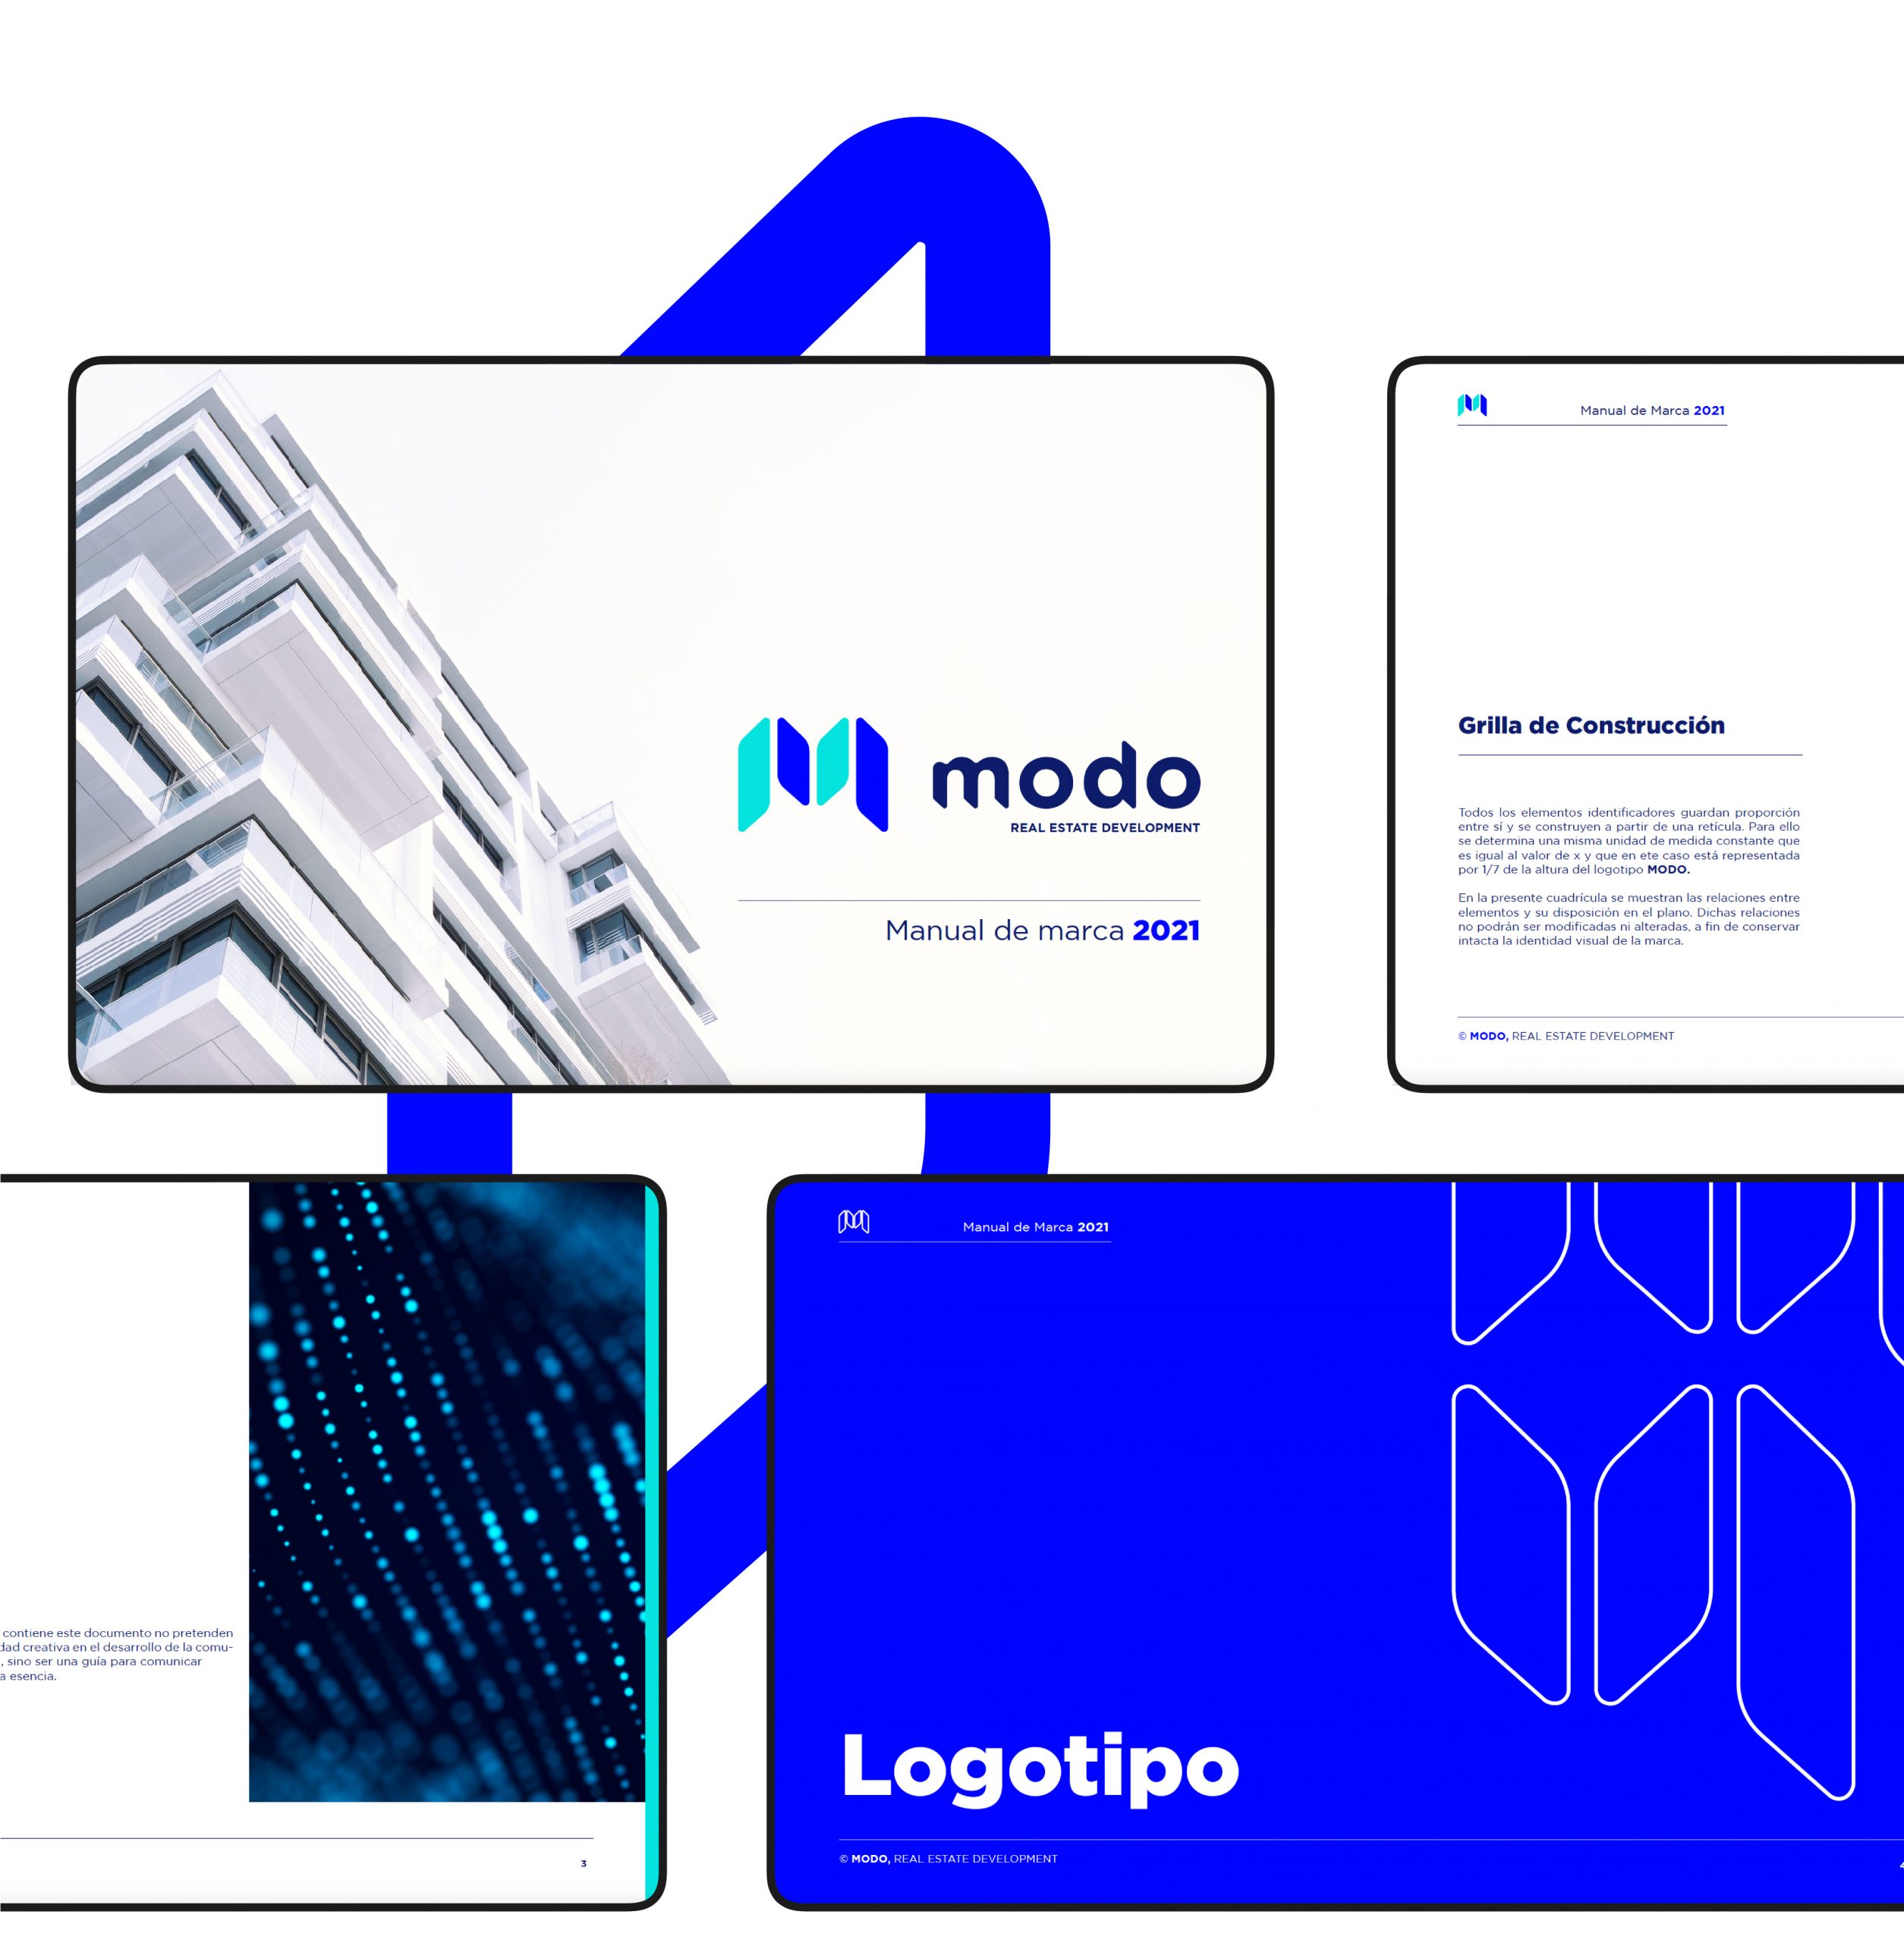 modo
REAL ESTATE DEVELOPMENT
Manual de marca 2021
Manual de Marca 2021
Grilla de Construcción
Todos los elementos identificadores guardan proporción
entre sí y se construyen a partir de una retícula. Para ello
se determina una misma unidad de medida constante que
es igual al valor de x y que en ete caso está representada
por 1/7 de la altura del logotipo MODO.
En la presente cuadrícula se muestran las relaciones entre
elementos y su disposición en el plano. Dichas relaciones
no podrán ser modificadas ni alteradas, a fin de conservar
intacta la identidad visual de la marca.
© MODO, REAL ESTATE DEVELOPMENT
contiene este documento no pretenden
dad creativa en el desarrollo de la comu-
, sino ser una guía para comunicar
a esencia.
3
Manual de Marca 2021
Logotipo
© MODO, REAL ESTATE DEVELOPMENT